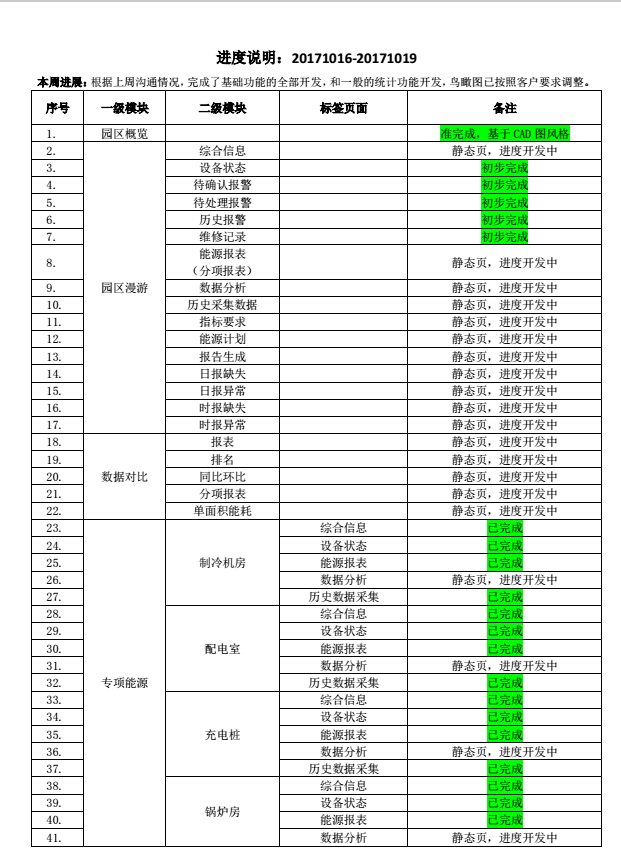 进度说明：20171016-20171019
本周进展：根据上周沟通情况，完成了基础功能的全部开发，和一般的统计功能开发，鸟瞰图已按照客户要求调整。
序号 一级模块 二级模块 标签页面 备注
1. 园区概览 准完成，基于 CAD 图风格
2. 综合信息 静态页，进度开发中
3. 设备状态 初步完成
4. 待确认报警 初步完成
5. 待处理报警 初步完成
6. 历史报警 初步完成
7. 维修记录 初步完成
能源报表
8. 静态页，进度开发中
（分项报表）
9. 园区漫游 数据分析 静态页，进度开发中
10. 历史采集数据 静态页，进度开发中
11. 指标要求 静态页，进度开发中
12. 能源计划 静态页，进度开发中
13. 报告生成 静态页，进度开发中
14. 日报缺失 静态页，进度开发中
15. 日报异常 静态页，进度开发中
16. 时报缺失 静态页，进度开发中
17. 时报异常 静态页，进度开发中
18. 报表 静态页，进度开发中
19. 排名 静态页，进度开发中
20. 数据对比 同比环比 静态页，进度开发中
21. 分项报表 静态页，进度开发中
22. 单面积能耗 静态页，进度开发中
23. 综合信息 已完成
24. 设备状态 已完成
25. 制冷机房 能源报表 已完成
26. 数据分析 静态页，进度开发中
27. 历史数据采集 已完成
28. 综合信息 已完成
29. 设备状态 已完成
30. 配电室 能源报表 已完成
31. 数据分析 静态页，进度开发中
32. 专项能源 历史数据采集 已完成
33. 综合信息 已完成
34. 设备状态 已完成
35. 充电桩 能源报表 已完成
36. 数据分析 静态页，进度开发中
37. 历史数据采集 已完成
38. 综合信息 已完成
39. 锅炉房 设备状态 已完成
40. 能源报表 已完成
41. 数据分析 静态页，进度开发中